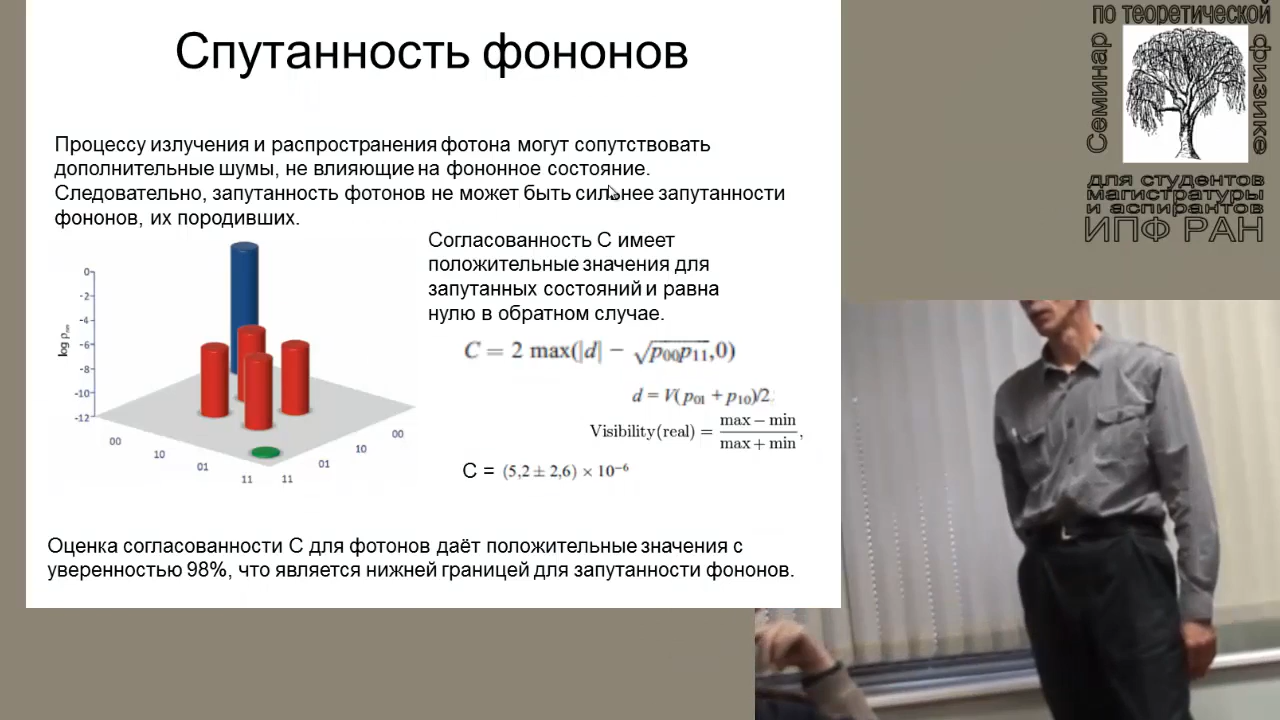 Спутанность фононов
Процессу излучения и распространения фотона могут сопутствовать
дополнительные шумы, не влияющие на фононное состояние.
Следовательно, запутанность фотонов не может быть сильнее запутанности
фононов, их породивших.
Согласованность С имеет
положительные значения для
запутанных состояний и равна
нулю в обратном случае.
C = 2 max(|d| − √p₀₀p₁₁,0)
d = V(p₀₁ + p₁₀)/2
Visibility(real) = (max − min)/(max + min),
C = (5,2 ± 2,6) × 10⁻⁶
0
-2
-4
-6
-8
-10
-12
00
10
01
11
11
01
10
00
Оценка согласованности С для фотонов даёт положительные значения с
уверенностью 98%, что является нижней границей для запутанности фононов.
Семинар
по теоретической
физике
для студентов
магистратуры
и аспирантов
ИПФ РАН